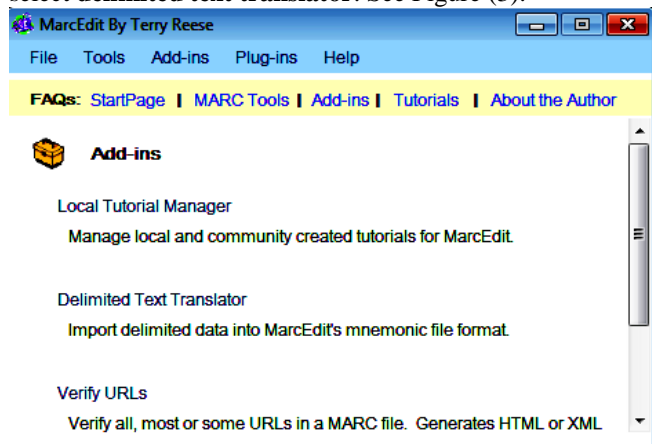 select delimited text translator. See Figure (3).
MarcEdit By Terry Reese
File Tools Add-ins Plug-ins Help
FAQs: StartPage | MARC Tools | Add-ins | Tutorials | About the Author
Add-ins
Local Tutorial Manager
Manage local and community created tutorials for MarcEdit.
Delimited Text Translator
Import delimited data into MarcEdit's mnemonic file format.
Verify URLs
Verify all, most or some URLs in a MARC file. Generates HTML or XML